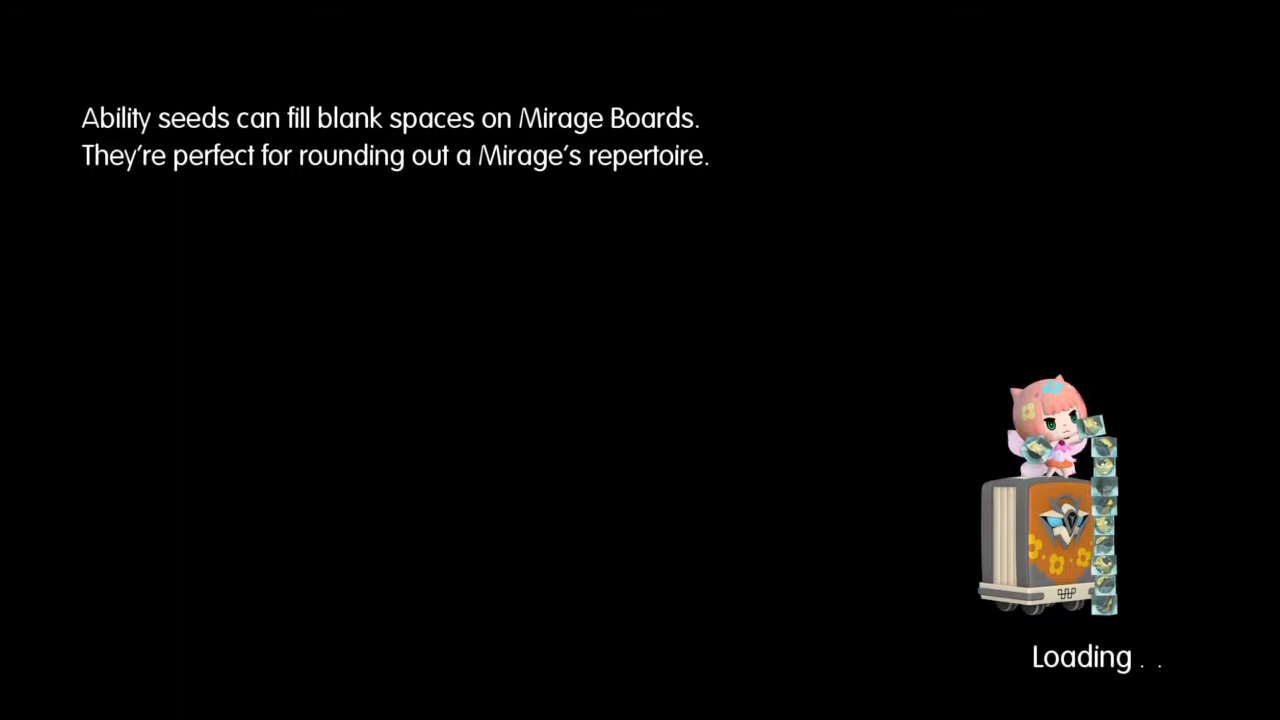 Ability seeds can fill blank spaces on Mirage Boards.
They’re perfect for rounding out a Mirage’s repertoire.
Loading . .